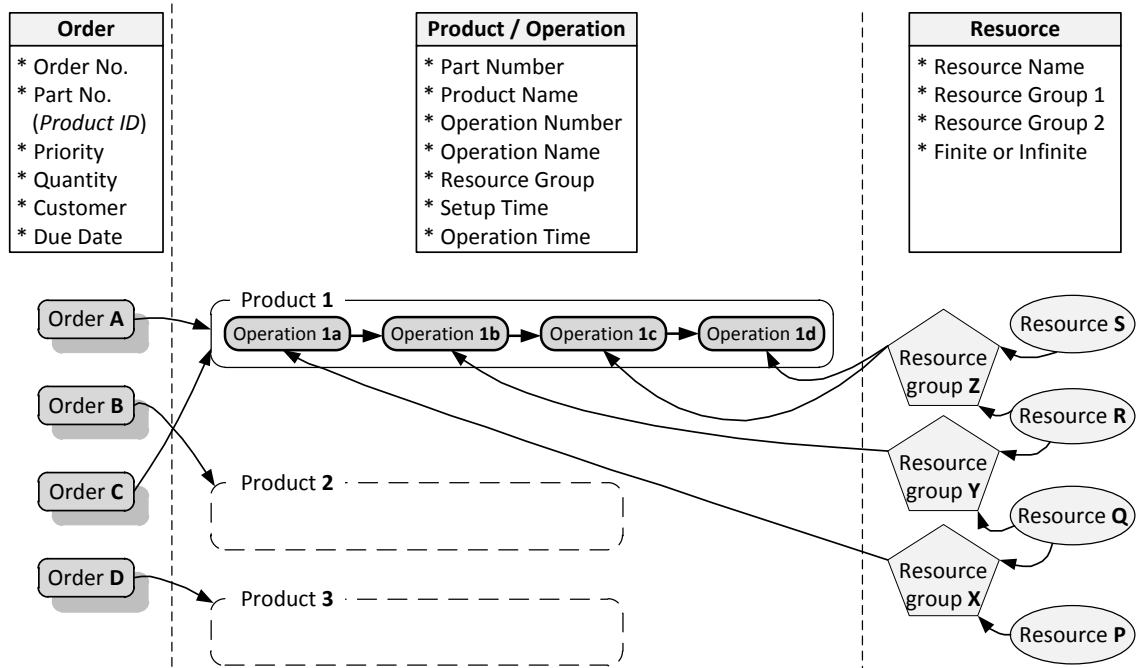 Order
* Order No.
* Part No.
(Product ID)
* Priority
* Quantity
* Customer
* Due Date
Product / Operation
* Part Number
* Product Name
* Operation Number
* Operation Name
* Resource Group
* Setup Time
* Operation Time
Resuorce
* Resource Name
* Resource Group 1
* Resource Group 2
* Finite or Infinite
Order A
Order B
Order C
Order D
Product 1
Operation 1a
Operation 1b
Operation 1c
Operation 1d
Product 2
Product 3
Resource
group Z
Resource
group Y
Resource
group X
Resource S
Resource R
Resource Q
Resource P